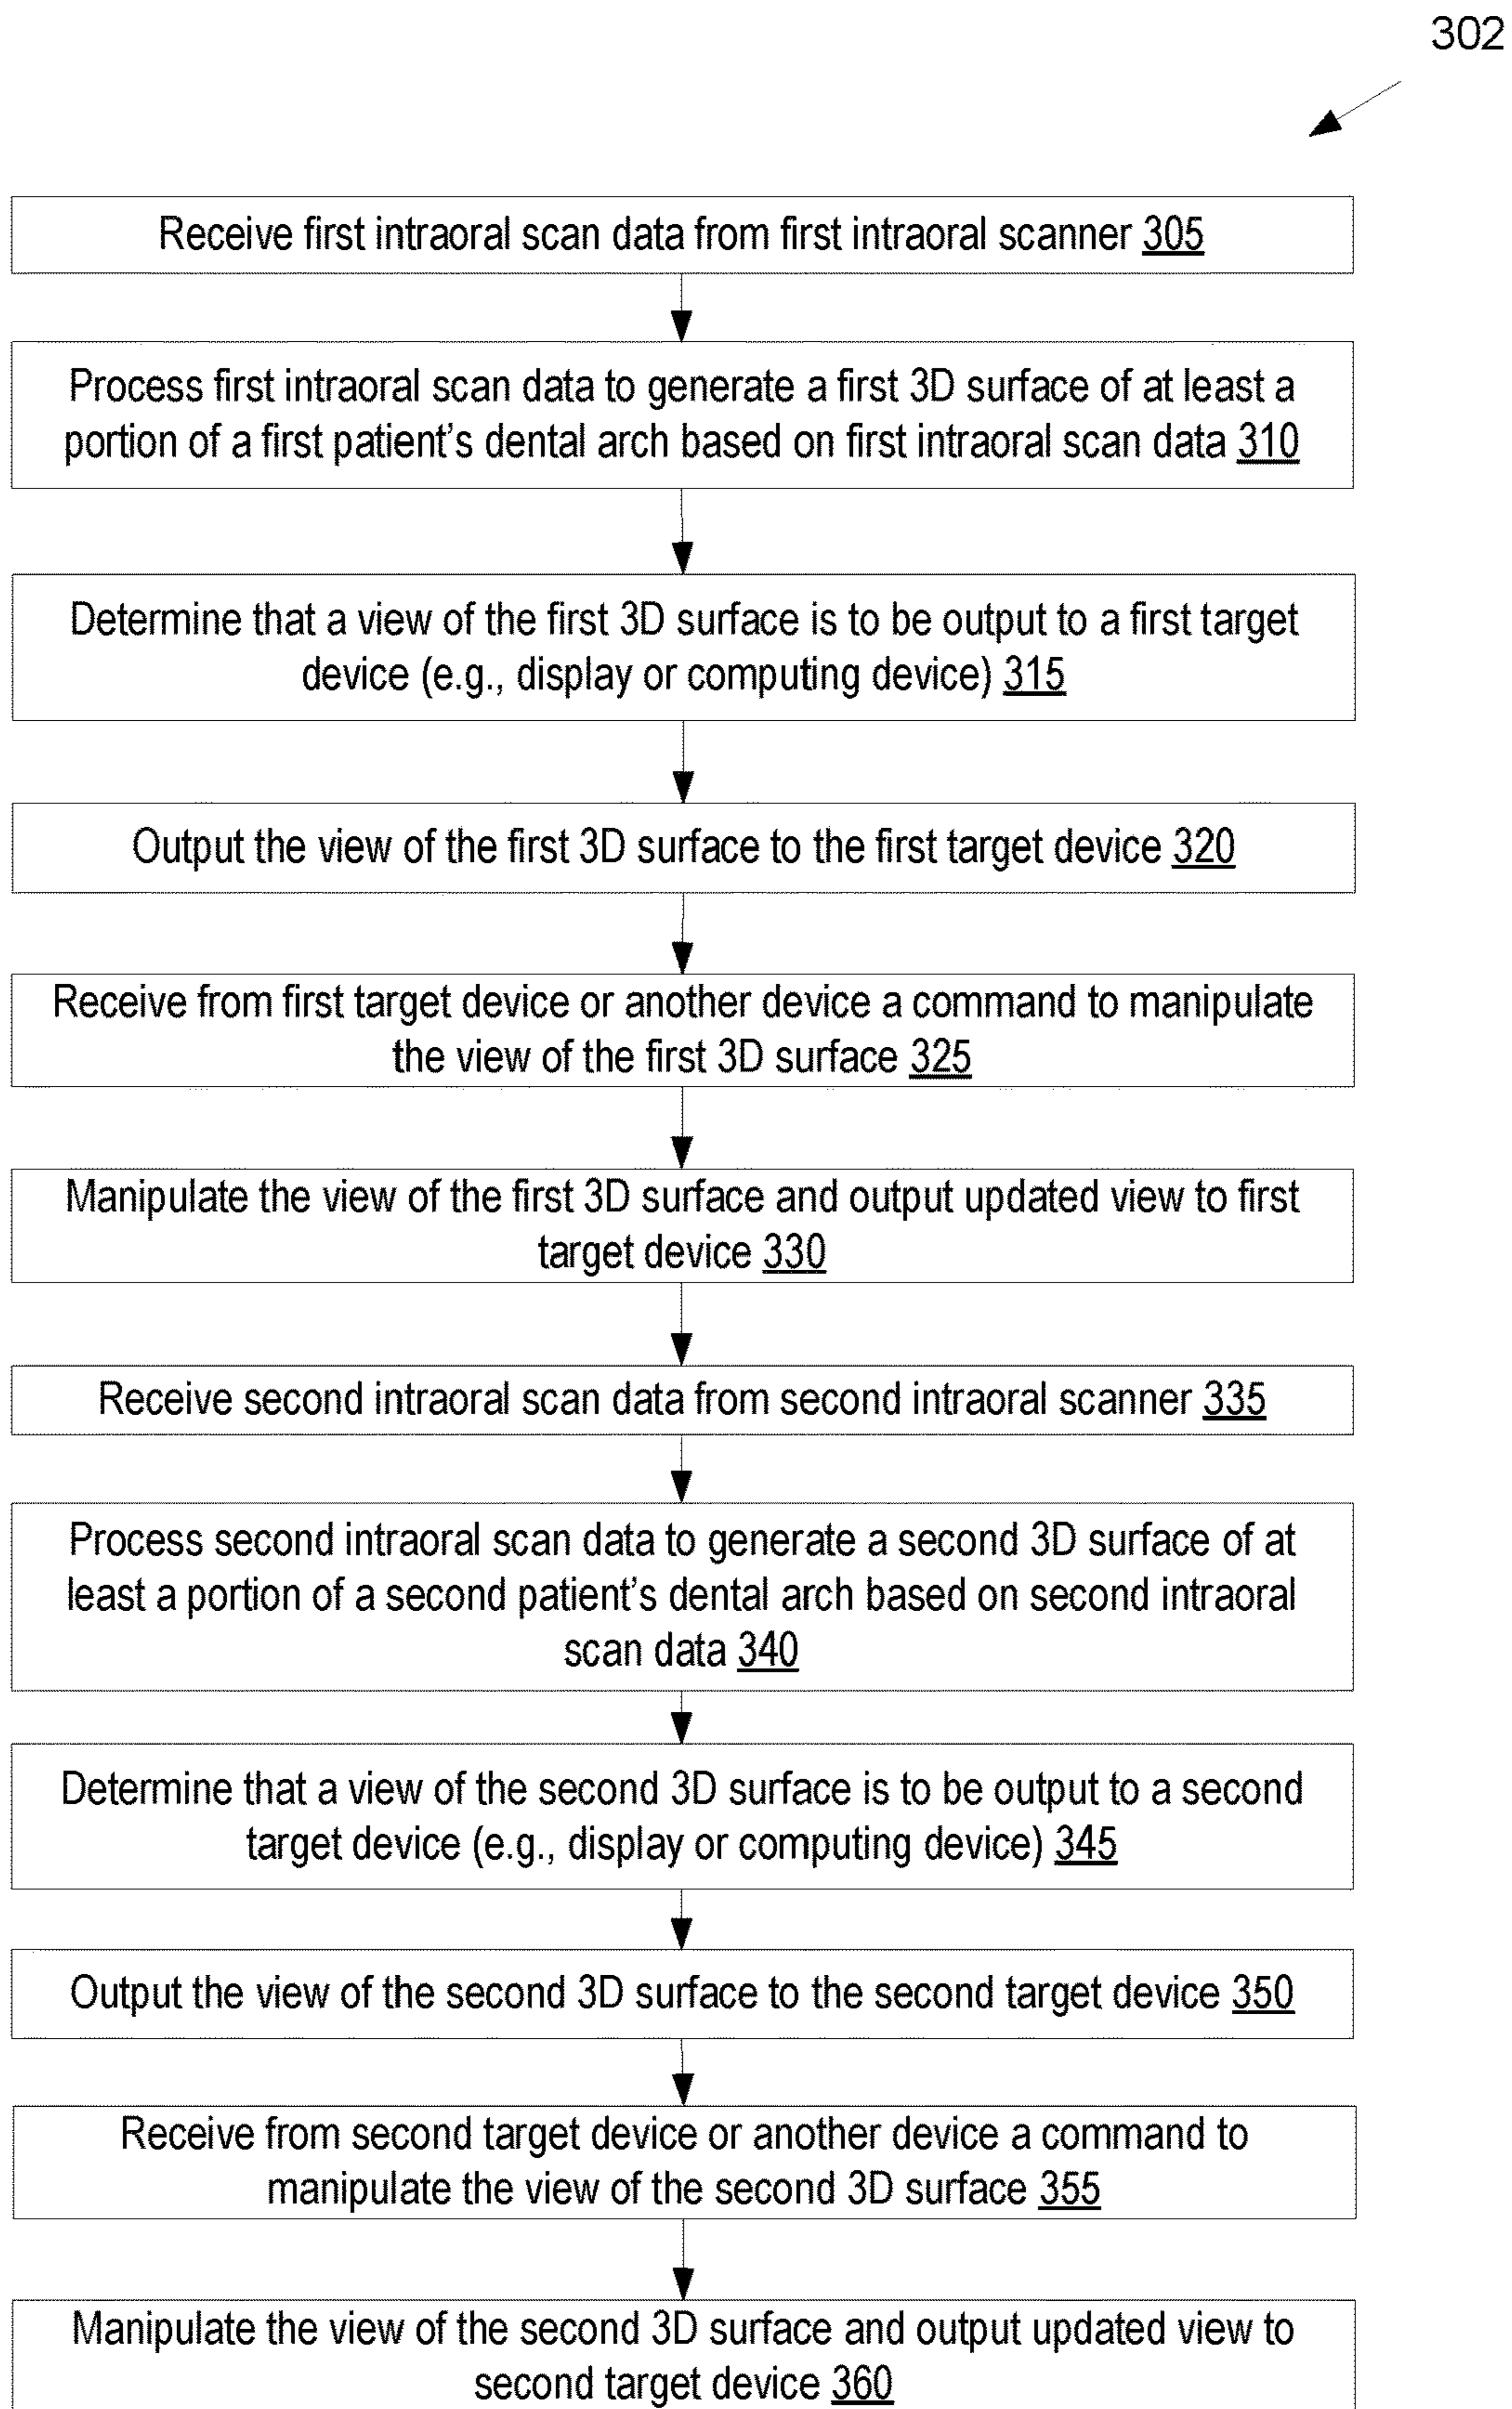 302
Receive first intraoral scan data from first intraoral scanner 305
Process first intraoral scan data to generate a first 3D surface of at least a
portion of a first patient's dental arch based on first intraoral scan data 310
Determine that a view of the first 3D surface is to be output to a first target
device (e.g., display or computing device) 315
Output the view of the first 3D surface to the first target device 320
Receive from first target device or another device a command to manipulate
the view of the first 3D surface 325
Manipulate the view of the first 3D surface and output updated view to first
target device 330
Receive second intraoral scan data from second intraoral scanner 335
Process second intraoral scan data to generate a second 3D surface of at
least a portion of a second patient's dental arch based on second intraoral
scan data 340
Determine that a view of the second 3D surface is to be output to a second
target device (e.g., display or computing device) 345
Output the view of the second 3D surface to the second target device 350
Receive from second target device or another device a command to
manipulate the view of the second 3D surface 355
Manipulate the view of the second 3D surface and output updated view to
second target device 360